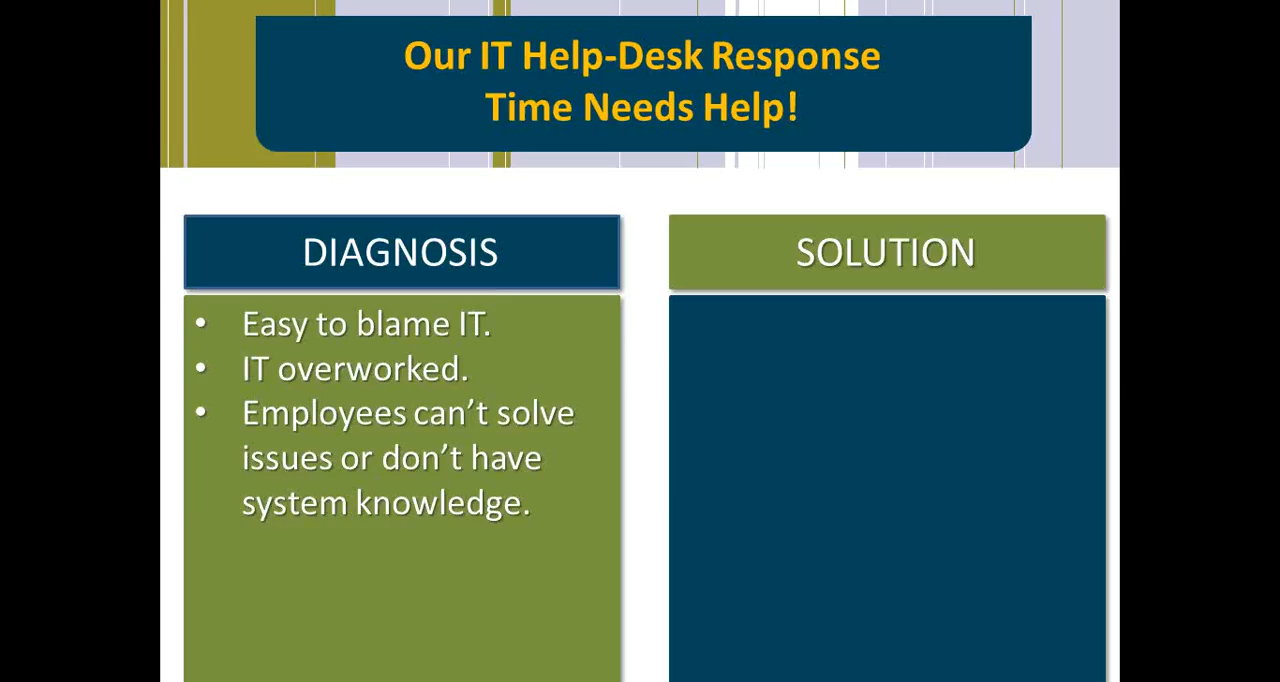 Our IT Help-Desk Response
Time Needs Help!
DIAGNOSIS
• Easy to blame IT.
• IT overworked.
• Employees can’t solve
issues or don’t have
system knowledge.
SOLUTION